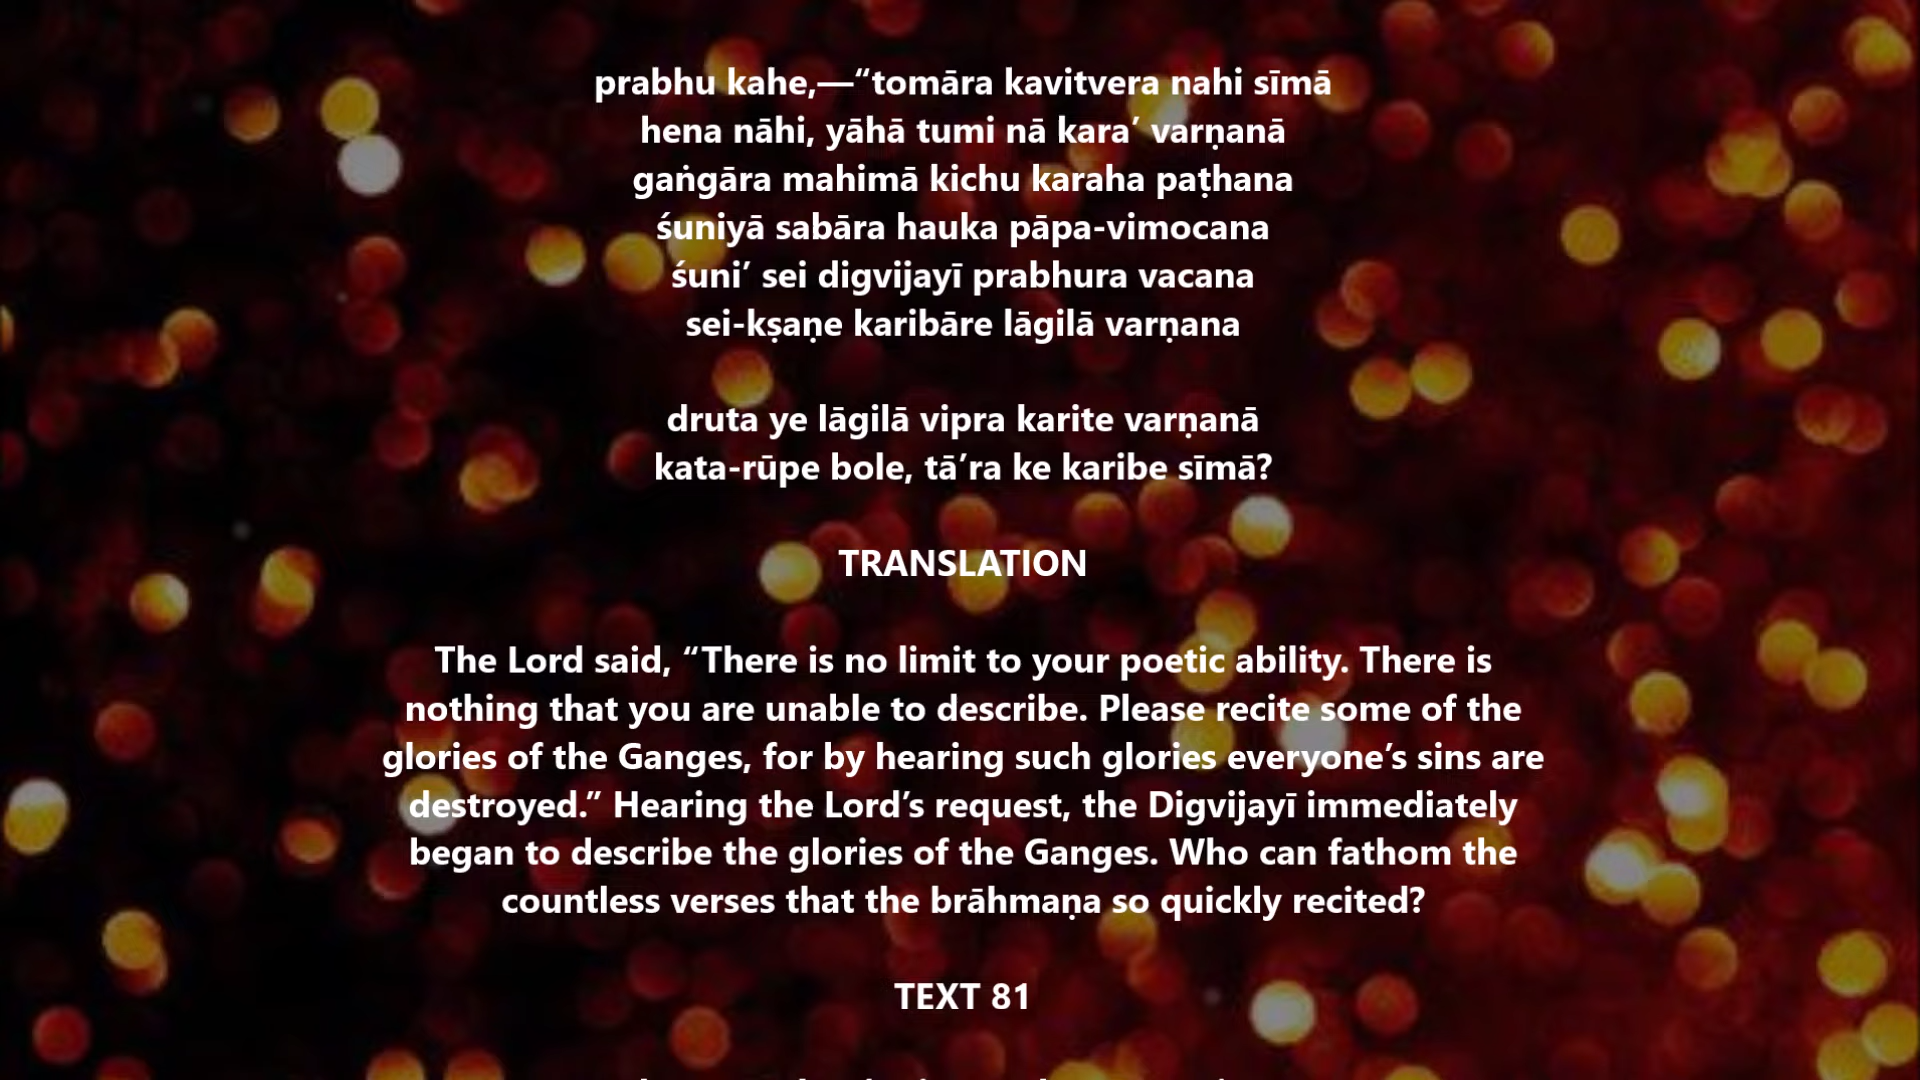 prabhu kahe,—“tomāra kavitvera nahi sīmā
hena nāhi, yāhā tumi nā kara’ varṇanā
gaṅgāra mahimā kichu karaha paṭhana
śuniyā sabāra hauka pāpa-vimocana
śuni’ sei digvijayī prabhura vacana
sei-kṣaṇe karibāre lāgilā varṇana
druta ye lāgilā vipra karite varṇanā
kata-rūpe bole, tā’ra ke karibe sīmā?
TRANSLATION
The Lord said, “There is no limit to your poetic ability. There is
nothing that you are unable to describe. Please recite some of the
glories of the Ganges, for by hearing such glories everyone’s sins are
destroyed.” Hearing the Lord’s request, the Digvijayī immediately
began to describe the glories of the Ganges. Who can fathom the
countless verses that the brāhmaṇa so quickly recited?
TEXT 81